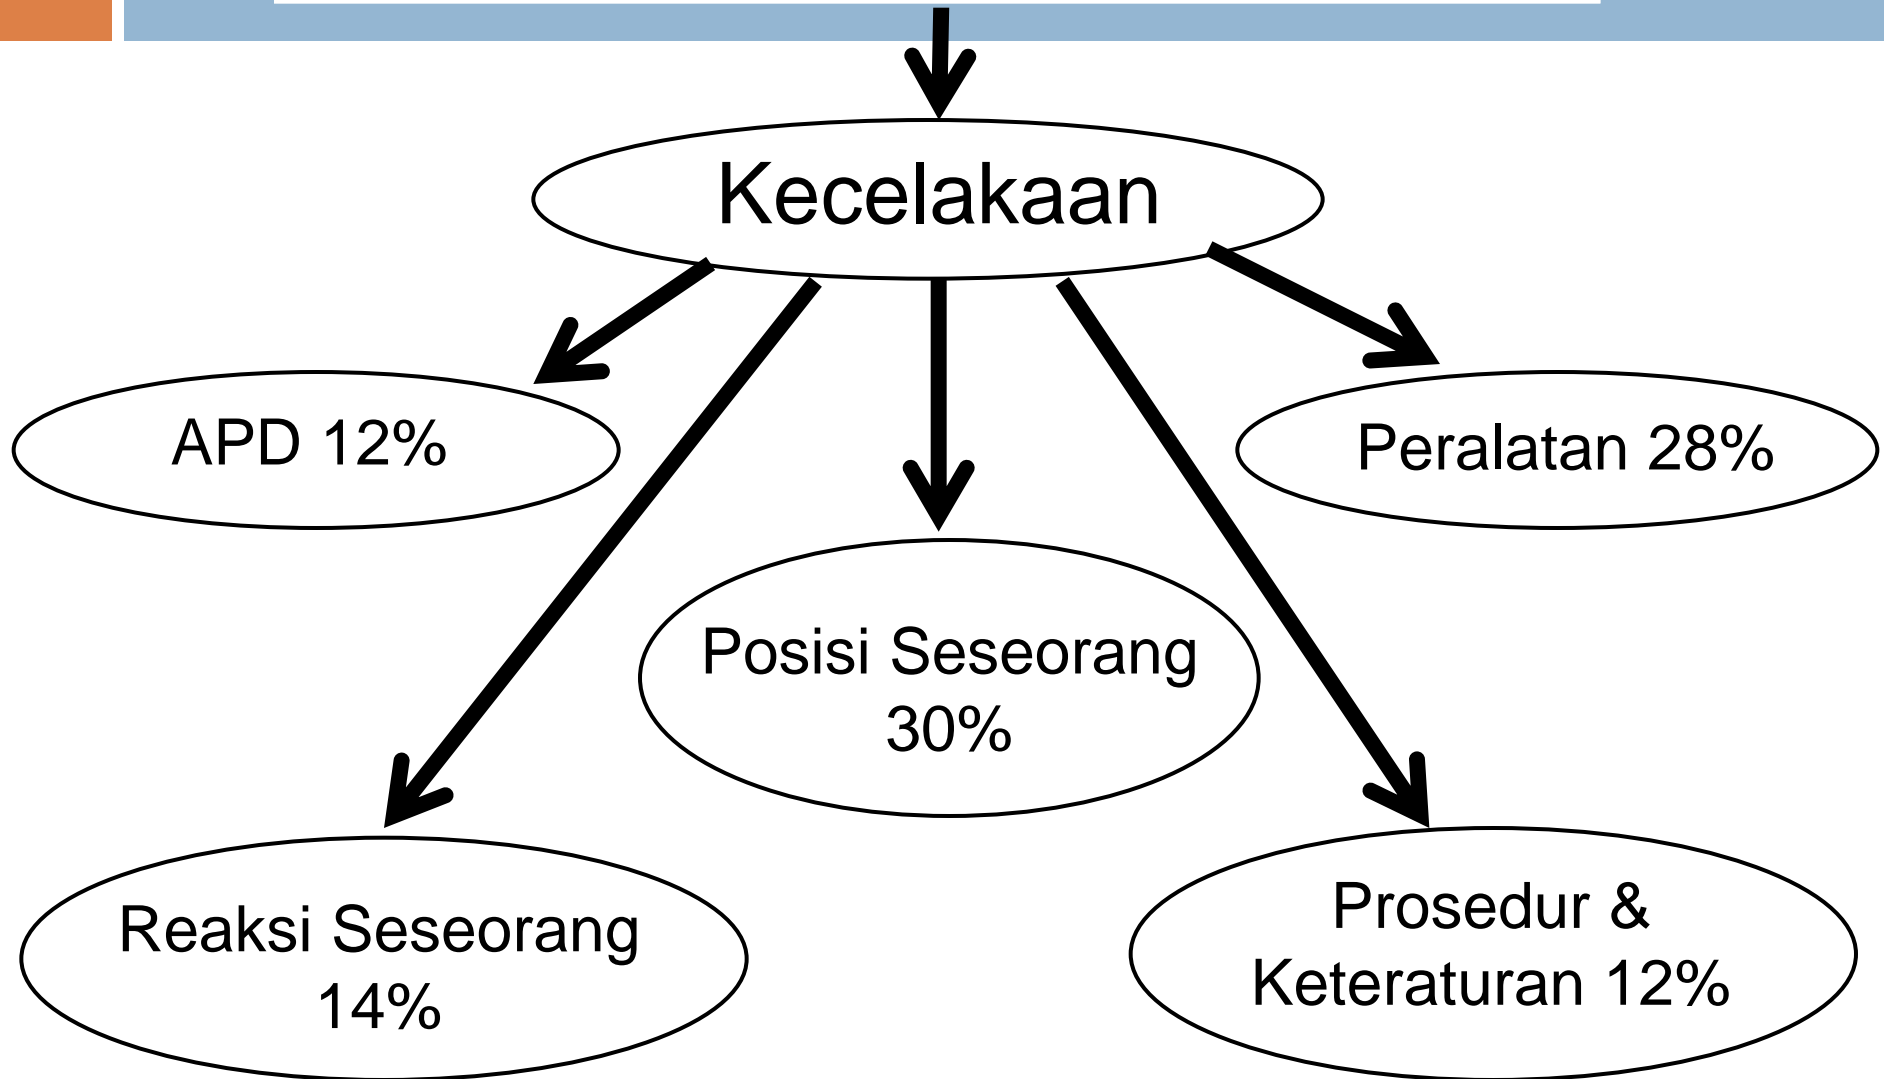 Kecelakaan
APD 12%
Peralatan 28%
Posisi Seseorang
30%
Reaksi Seseorang
14%
Prosedur &
Keteraturan 12%